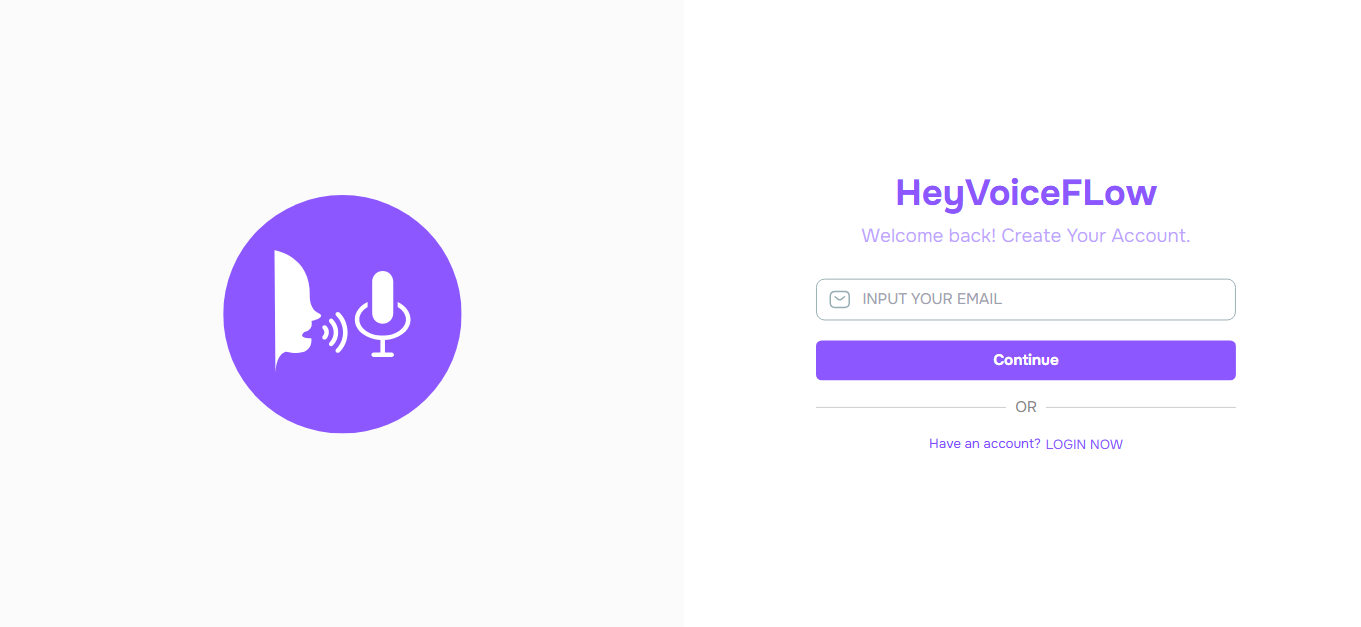 HeyVoiceFLow
Welcome back! Create Your Account.
INPUT YOUR EMAIL
Continue
OR
Have an account? LOGIN NOW